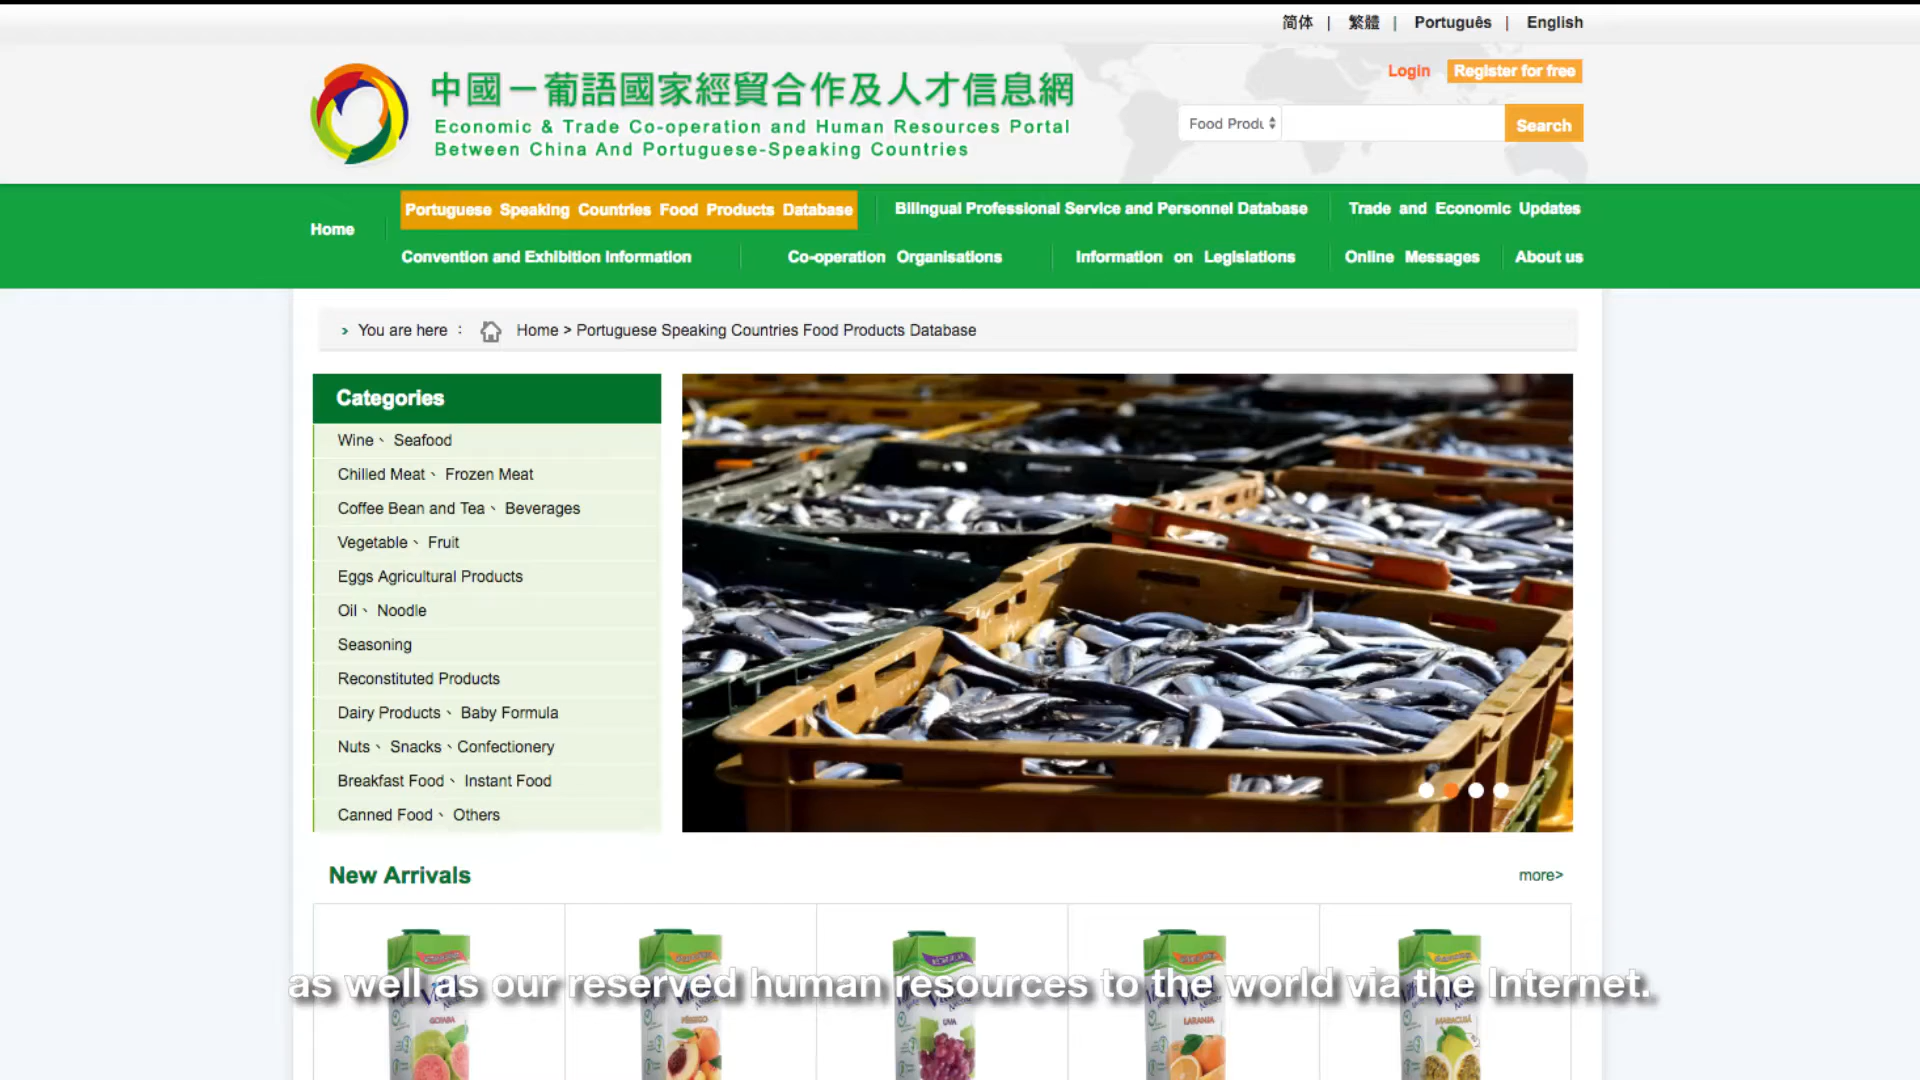 简体 | 繁體 | Português | English
Login Register for free
中國－葡語國家經貿合作及人才信息網
Economic & Trade Co-operation and Human Resources Portal
Between China And Portuguese-Speaking Countries
Food Produ Search
Home
Portuguese Speaking Countries Food Products Database
Bilingual Professional Service and Personnel Database
Trade and Economic Updates
Convention and Exhibition Information
Co-operation Organisations
Information on Legislations
Online Messages
About us
› You are here : Home > Portuguese Speaking Countries Food Products Database
Categories
Wine、 Seafood
Chilled Meat、 Frozen Meat
Coffee Bean and Tea、 Beverages
Vegetable、 Fruit
Eggs Agricultural Products
Oil、 Noodle
Seasoning
Reconstituted Products
Dairy Products、 Baby Formula
Nuts、 Snacks、Confectionery
Breakfast Food、 Instant Food
Canned Food、 Others
New Arrivals
more>
as well as our reserved human resources to the world via the Internet.
GOIABA
PÊSSEGO
UVA
LARANJA
MARACUJÁ